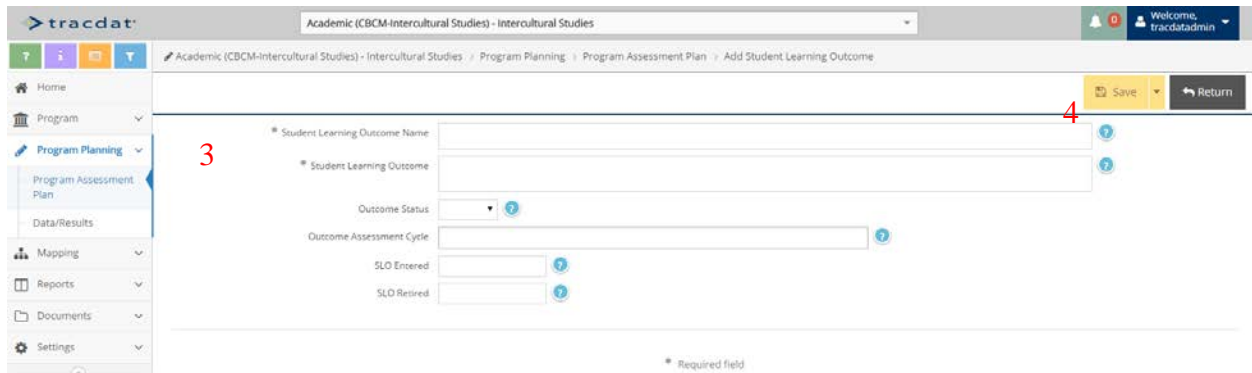 tracdat
Academic (CBCM-Intercultural Studies) - Intercultural Studies
0
Welcome,
tracdatadmin
? i
Academic (CBCM-Intercultural Studies) - Intercultural Studies > Program Planning > Program Assessment Plan > Add Student Learning Outcome
Home
Save
Return
4
Program
* Student Learning Outcome Name ?
Program Planning
3
* Student Learning Outcome ?
Program Assessment
Plan
Outcome Status ?
Data/Results
Outcome Assessment Cycle ?
Mapping
SLO Entered ?
Reports
SLO Retired ?
Documents
Settings
* Required field